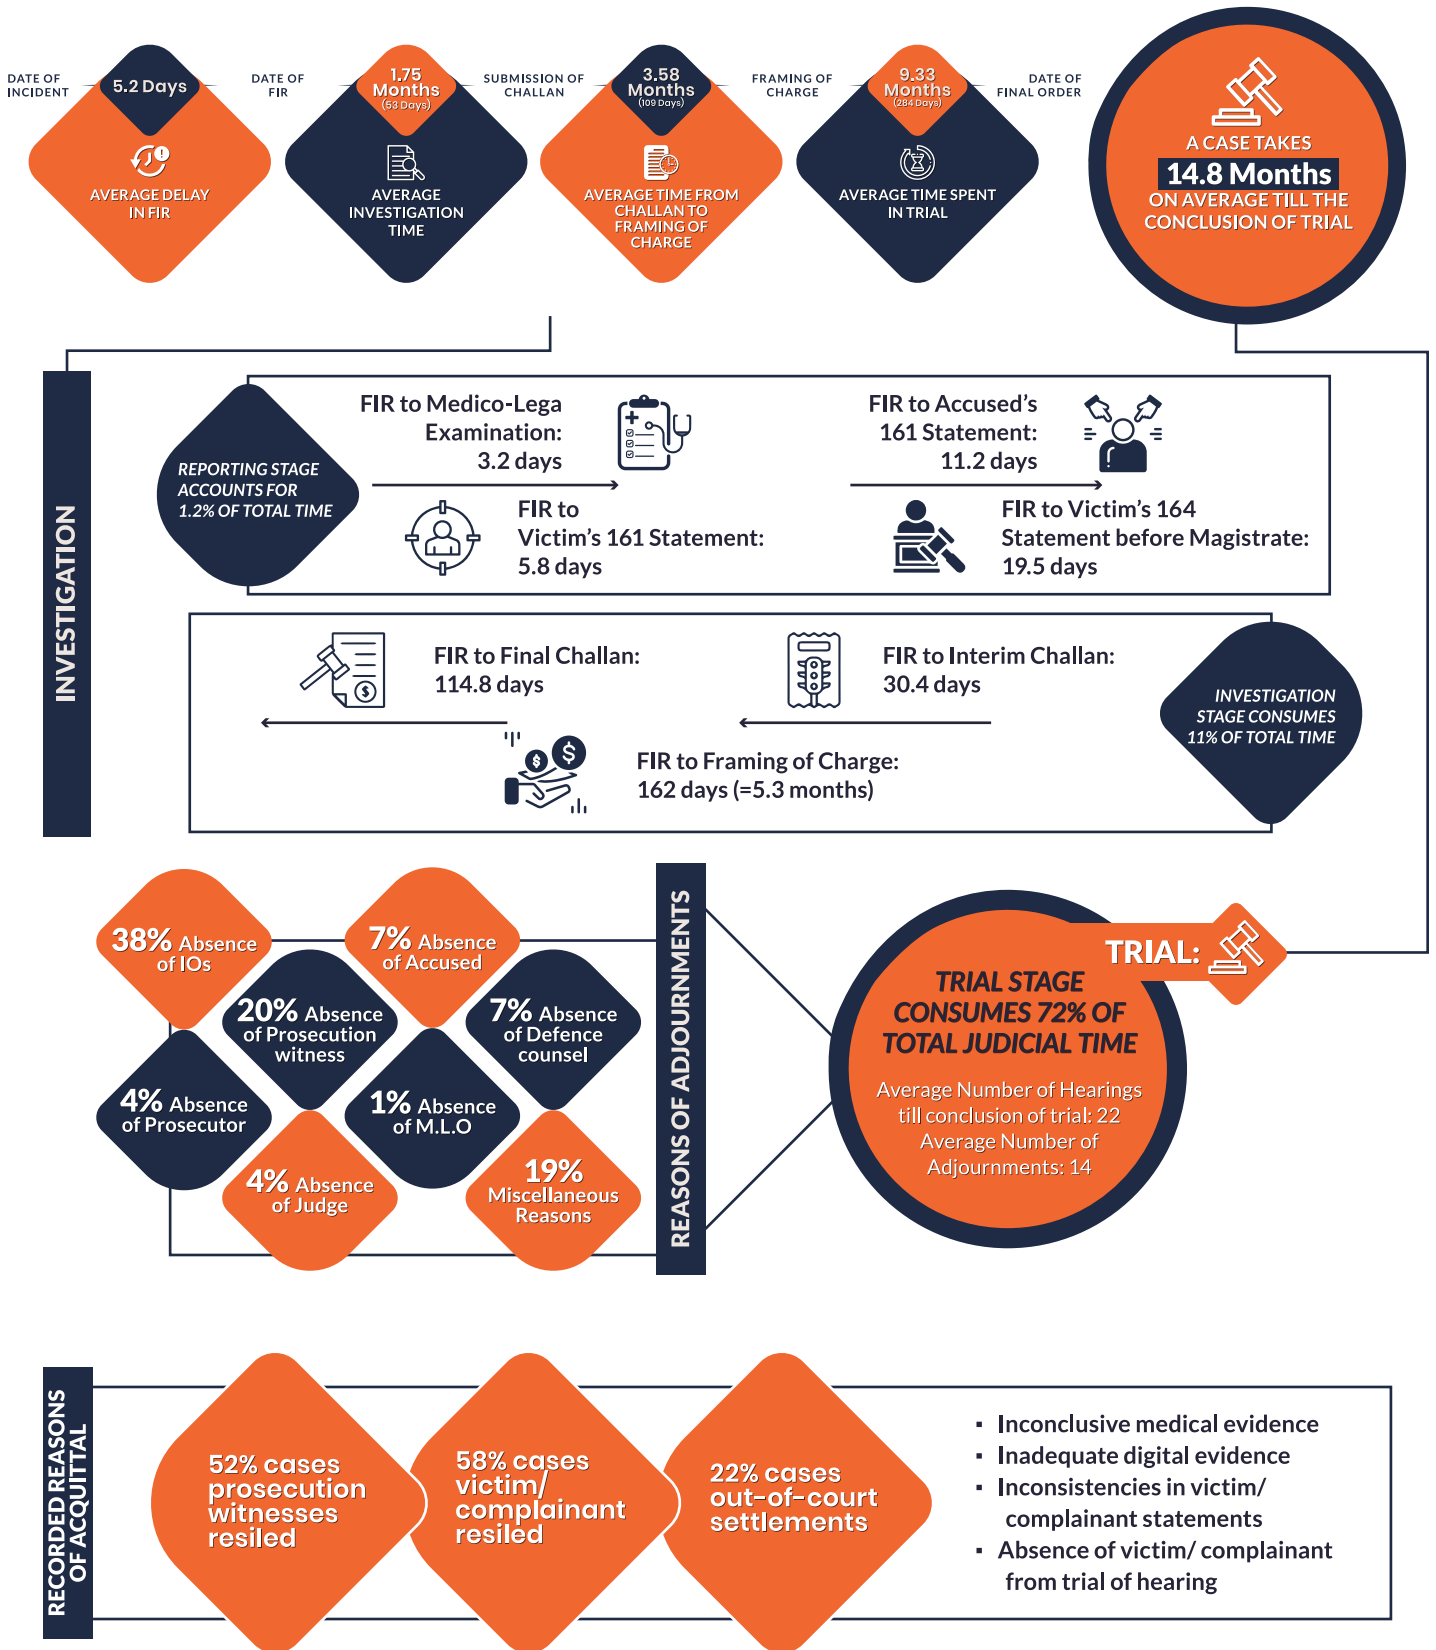 DATE OF
INCIDENT
5.2 Days
AVERAGE DELAY
IN FIR
DATE OF
FIR
1.75
Months
(53 Days)
AVERAGE
INVESTIGATION
TIME
SUBMISSION OF
CHALLAN
3.58
Months
(109 Days)
AVERAGE TIME FROM
CHALLAN TO
FRAMING OF
CHARGE
FRAMING OF
CHARGE
9.33
Months
(284 Days)
AVERAGE TIME SPENT
IN TRIAL
DATE OF
FINAL ORDER
A CASE TAKES
14.8 Months
ON AVERAGE TILL THE
CONCLUSION OF TRIAL
INVESTIGATION
REPORTING STAGE
ACCOUNTS FOR
1.2% OF TOTAL TIME
FIR to Medico-Lega
Examination:
3.2 days
FIR to Accused's
161 Statement:
11.2 days
FIR to
Victim's 161 Statement:
5.8 days
FIR to Victim's 164
Statement before Magistrate:
19.5 days
FIR to Final Challan:
114.8 days
FIR to Interim Challan:
30.4 days
FIR to Framing of Charge:
162 days (=5.3 months)
INVESTIGATION
STAGE CONSUMES
11% OF TOTAL TIME
38% Absence
of IOs
7% Absence
of Accused
20% Absence
of Prosecution
witness
7% Absence
of Defence
counsel
4% Absence
of Prosecutor
1% Absence
of M.L.O
4% Absence
of Judge
19%
Miscellaneous
Reasons
REASONS OF ADJOURNMENTS
TRIAL:
TRIAL STAGE
CONSUMES 72% OF
TOTAL JUDICIAL TIME
Average Number of Hearings
till conclusion of trial: 22
Average Number of
Adjournments: 14
RECORDED REASONS
OF ACQUITTAL
52% cases
prosecution
witnesses
resiled
58% cases
victim/
complainant
resiled
22% cases
out-of-court
settlements
▪ Inconclusive medical evidence
▪ Inadequate digital evidence
▪ Inconsistencies in victim/
complainant statements
▪ Absence of victim/ complainant
from trial of hearing